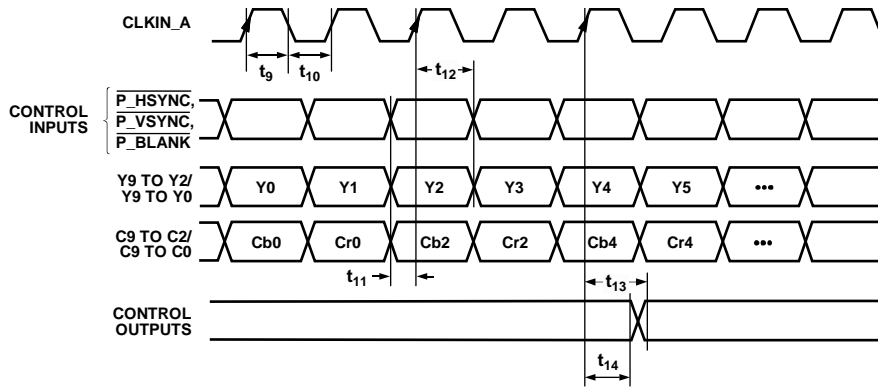 CLKIN_A
t9
t10
t12
CONTROL
INPUTS
P_HSYNC,
P_VSYNC,
P_BLANK
Y9 TO Y2/
Y9 TO Y0
Y0 Y1 Y2 Y3 Y4 Y5 •••
C9 TO C2/
C9 TO C0
Cb0 Cr0 Cb2 Cr2 Cb4 Cr4 •••
t11
t13
CONTROL
OUTPUTS
t14